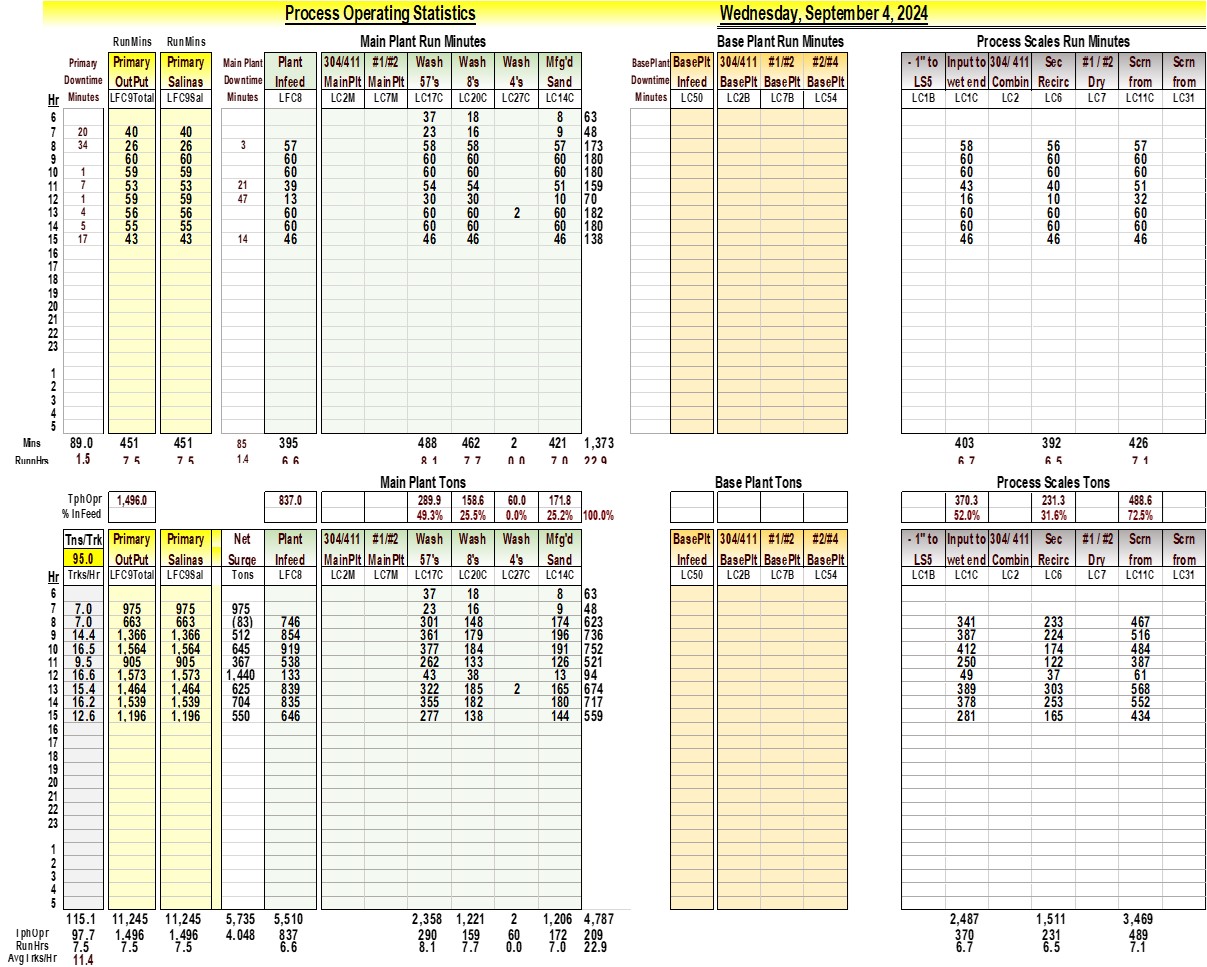 Process Operating Statistics Wednesday, September 4, 2024
RunMins RunMins Main Plant Run Minutes Base Plant Run Minutes Process Scales Run Minutes
Primary Primary Primary Main Plant Plant 304/411 #1/#2 Wash Wash Wash Mfg'd BasePlant BasePlt 304/411 #1/#2 #2/#4 - 1" to Input to 304/ 411 Sec #1 / #2 Scrn Scrn
Downtime OutPut Salinas Downtime Infeed MainPlt MainPlt 57's 8's 4's Sand Downtime Infeed BasePlt BasePlt BasePlt LS5 wet end Combin Recirc Dry from from
Hr Minutes LFC9Total LFC9Sal Minutes LFC8 LC2M LC7M LC17C LC20C LC27C LC14C Minutes LC50 LC2B LC7B LC54 LC1B LC1C LC2 LC6 LC7 LC11C LC31
6 37 18 8 63
7 20 40 40 23 16 9 48
8 34 26 26 3 57 58 58 57 173 58 56 57
9 60 60 60 60 60 60 180 60 60 60
10 1 59 59 60 60 60 60 180 60 60 60
11 7 53 53 21 39 54 54 51 159 43 40 51
12 1 59 59 47 13 30 30 10 70 16 10 32
13 4 56 56 60 60 60 2 60 182 60 60 60
14 5 55 55 60 60 60 60 180 60 60 60
15 17 43 43 14 46 46 46 46 138 46 46 46
16
17
18
19
20
21
22
23
1
2
3
4
5
Mins 89.0 451 451 85 395 488 462 2 421 1,373 403 392 426
RunnHrs 1.5 7.5 7.5 1.4 6.6 8.1 7.7 0.0 7.0 22.9 6.7 6.5 7.1
Main Plant Tons Base Plant Tons Process Scales Tons
TphOpr 1,496.0 837.0 289.9 158.6 60.0 171.8 370.3 231.3 488.6
% InFeed 49.3% 25.5% 0.0% 25.2% 100.0% 52.0% 31.6% 72.5%
Tns/Trk Primary Primary Net Plant 304/411 #1/#2 Wash Wash Wash Mfg'd BasePlt 304/411 #1/#2 #2/#4 - 1" to Input to 304/ 411 Sec #1 / #2 Scrn Scrn
95.0 OutPut Salinas Surge Infeed MainPlt MainPlt 57's 8's 4's Sand Infeed BasePlt BasePlt BasePlt LS5 wet end Combin Recirc Dry from from
Hr Trks/Hr LFC9Total LFC9Sal Tons LFC8 LC2M LC7M LC17C LC20C LC27C LC14C LC50 LC2B LC7B LC54 LC1B LC1C LC2 LC6 LC7 LC11C LC31
6 37 18 8 63
7 7.0 975 975 975 23 16 9 48
8 7.0 663 663 (83) 746 301 148 174 623 341 233 467
9 14.4 1,366 1,366 512 854 361 179 196 736 387 224 516
10 16.5 1,564 1,564 645 919 377 184 191 752 412 174 484
11 9.5 905 905 367 538 262 133 126 521 250 122 387
12 16.6 1,573 1,573 1,440 133 43 38 13 94 49 37 61
13 15.4 1,464 1,464 625 839 322 185 2 165 674 389 303 568
14 16.2 1,539 1,539 704 835 355 182 180 717 378 253 552
15 12.6 1,196 1,196 550 646 277 138 144 559 281 165 434
16
17
18
19
20
21
22
23
1
2
3
4
5
115.1 11,245 11,245 5,735 5,510 2,358 1,221 2 1,206 4,787 2,487 1,511 3,469
TphOpr 97.7 1,496 1,496 4.048 837 290 159 60 172 209 370 231 489
RunHrs 7.5 7.5 7.5 6.6 8.1 7.7 0.0 7.0 22.9 6.7 6.5 7.1
AvgTrks/Hr 11.4